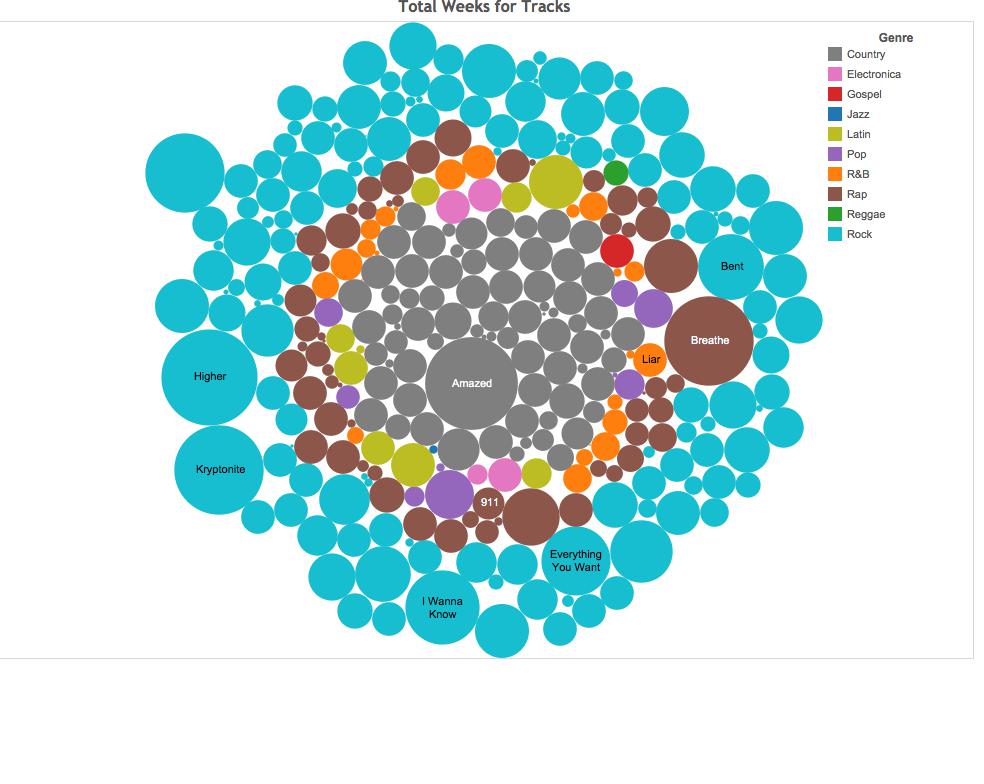 Total Weeks for Tracks
Genre
Country
Electronica
Gospel
Jazz
Latin
Pop
R&B
Rap
Reggae
Rock
Bent
Breathe
Liar
Higher
Amazed
Kryptonite
911
Everything
You Want
I Wanna
Know